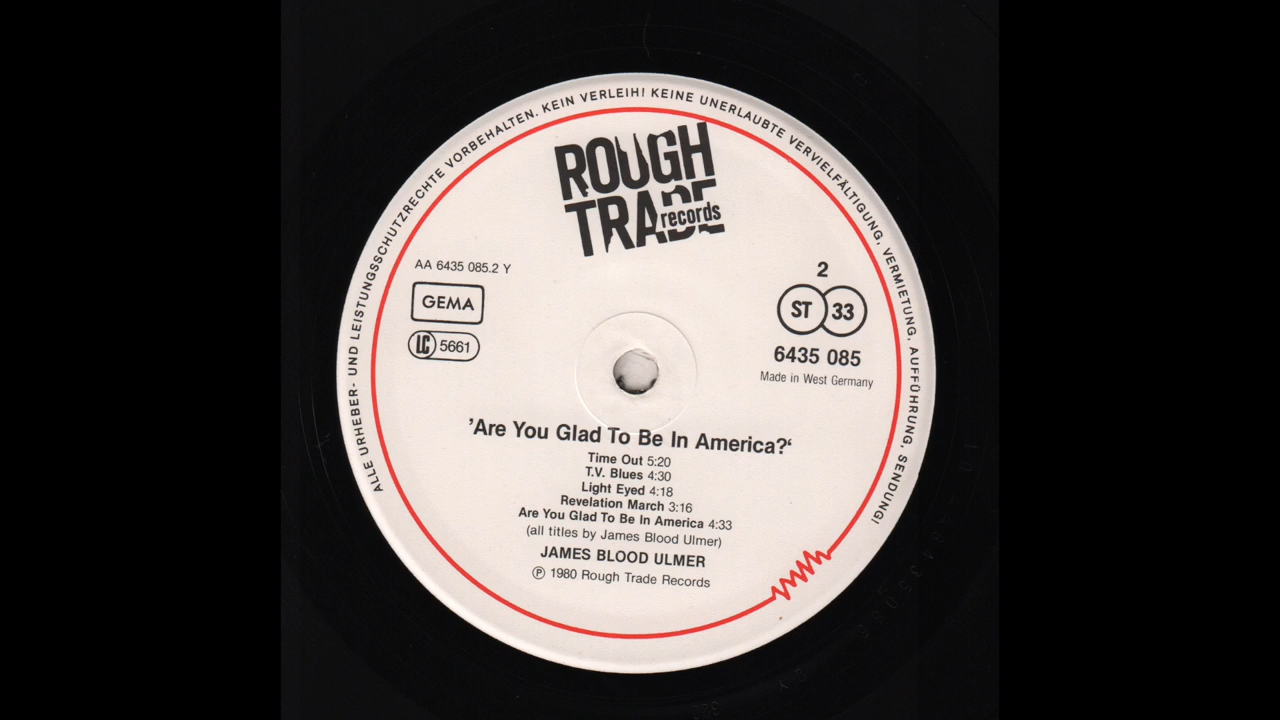 ALLE URHEBER- UND LEISTUNGSSCHUTZRECHTE VORBEHALTEN. KEIN VERLEIH! KEINE UNERLAUBTE VERVIELFÄLTIGUNG, VERMIETUNG, AUFFÜHRUNG, SENDUNG!
ROUGH
TRADE
records
AA 6435 085.2 Y
GEMA
LC 5661
2
ST 33
6435 085
Made in West Germany
’Are You Glad To Be In America?‘
Time Out 5:20
T.V. Blues 4:30
Light Eyed 4:18
Revelation March 3:16
Are You Glad To Be In America 4:33
(all titles by James Blood Ulmer)
JAMES BLOOD ULMER
Ⓟ 1980 Rough Trade Records